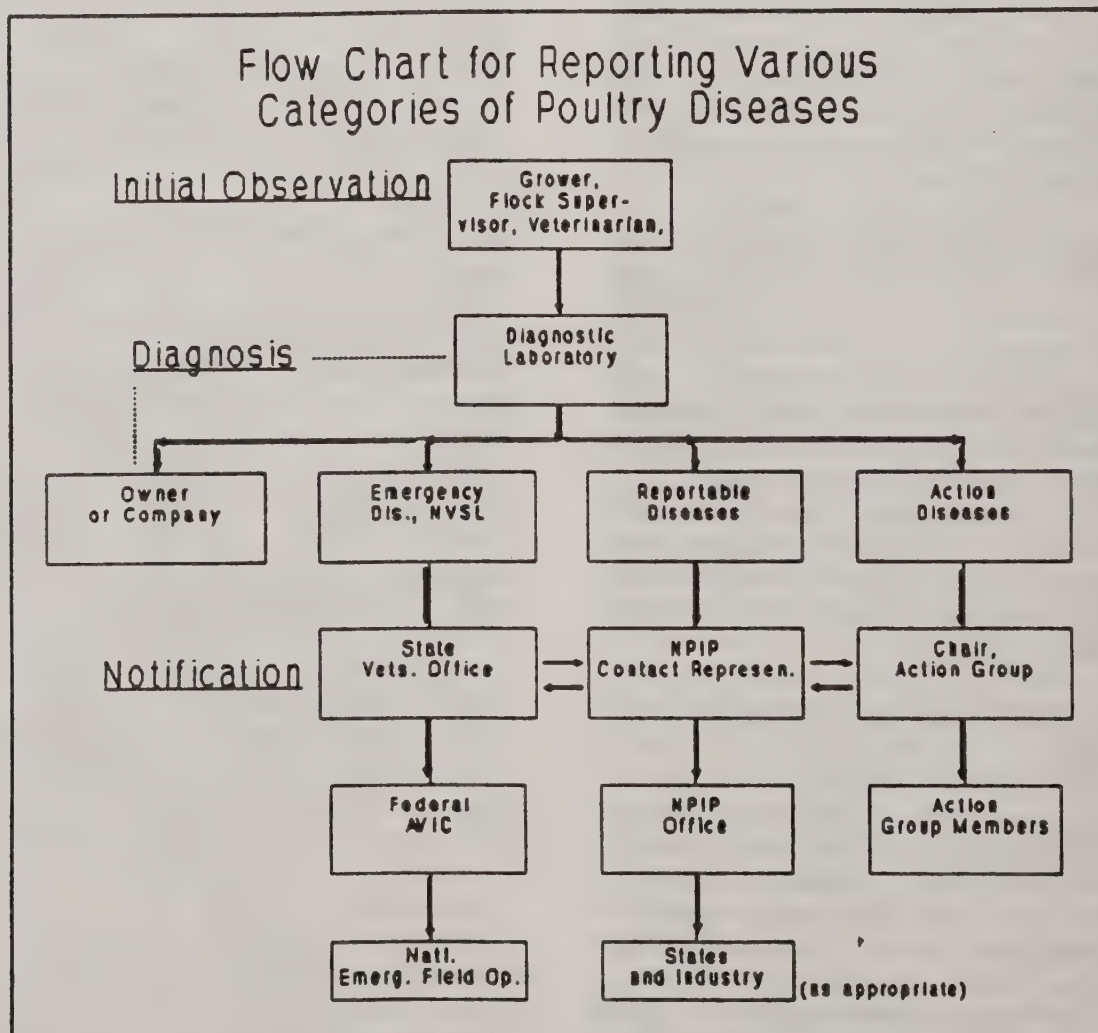 Flow Chart for Reporting Various
Categories of Poultry Diseases
Initial Observation
Grower,
Flock Super-
visor, Veterinarian,
Diagnosis
Diagnostic
Laboratory
Owner
or Company
Emergency
Dis., NVSL
Reportable
Diseases
Action
Diseases
Notification
State
Vets. Office
NPIP
Contact Represen.
Chair,
Action Group
Federal
AVIC
NPIP
Office
Action
Group Members
Natl.
Emerg. Field Op.
States
and Industry
(as appropriate)